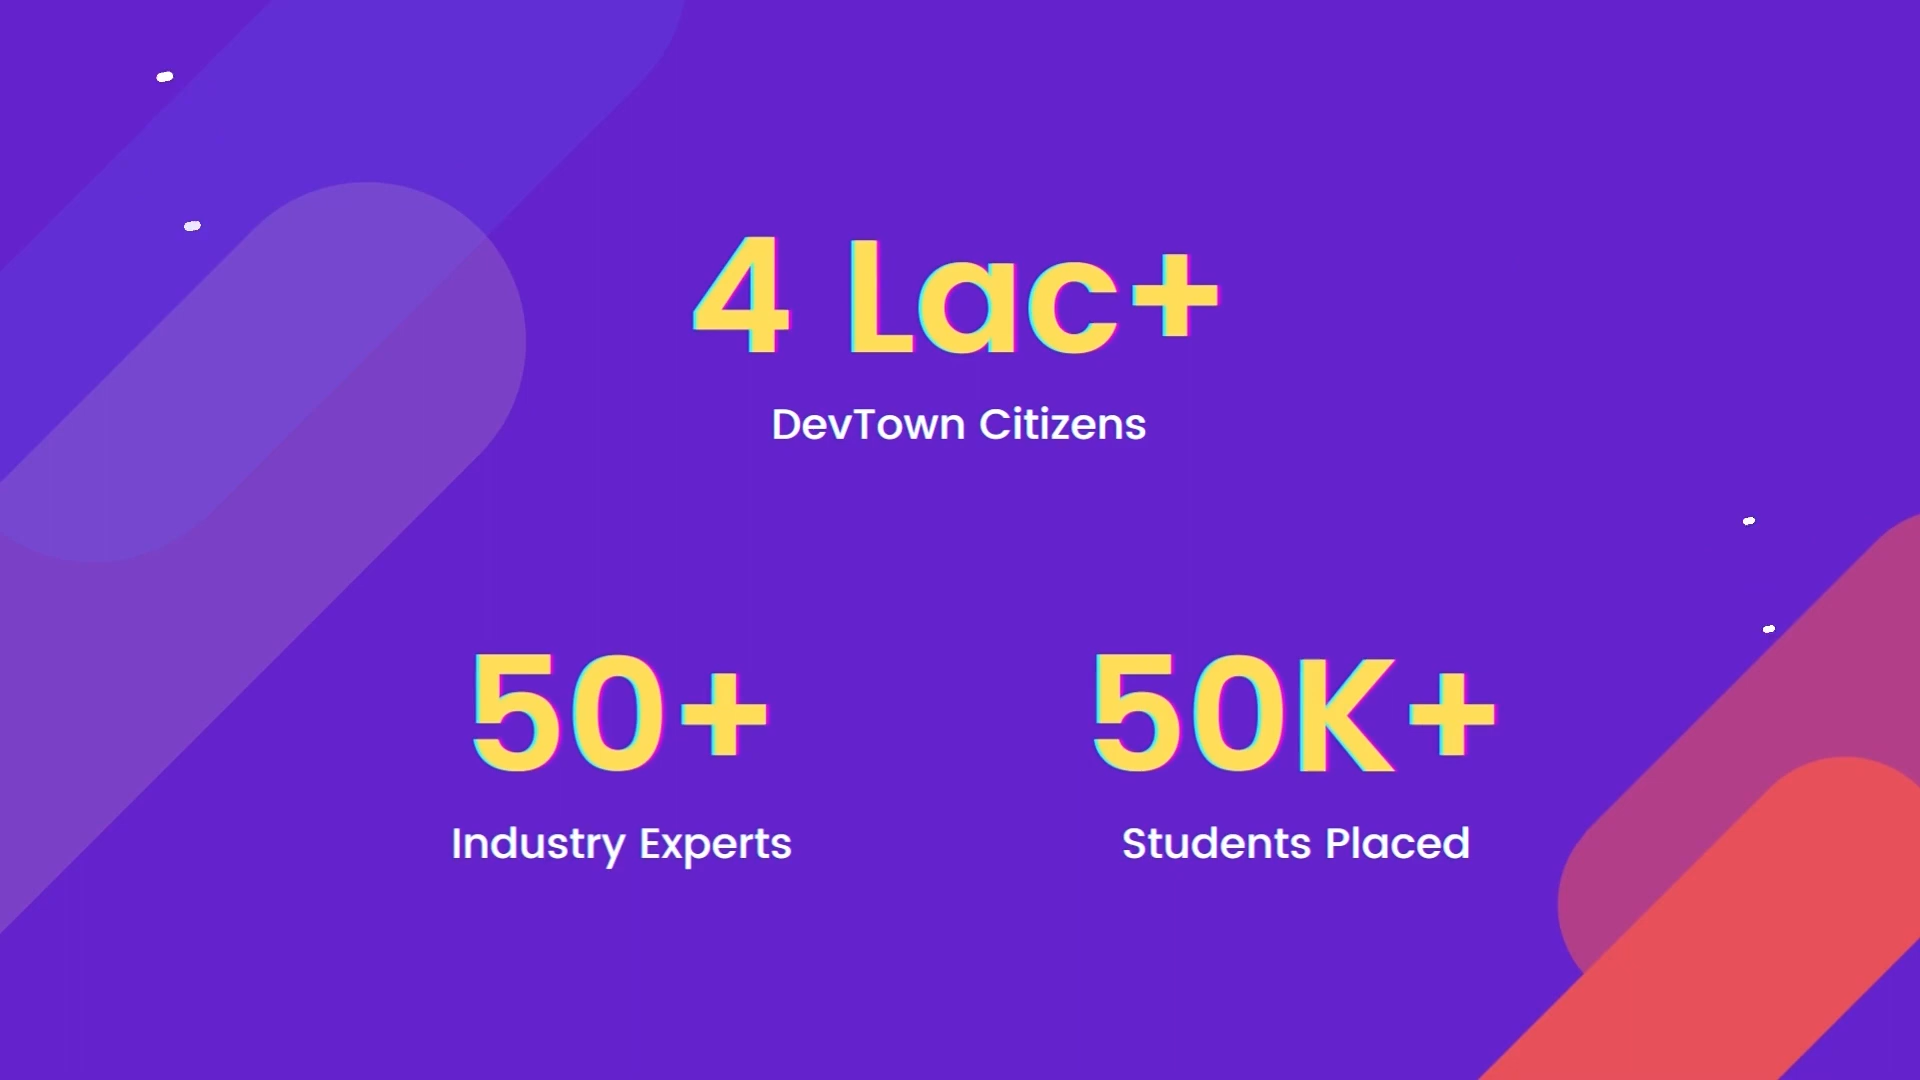 4 Lac+
DevTown Citizens
50+
Industry Experts
50K+
Students Placed